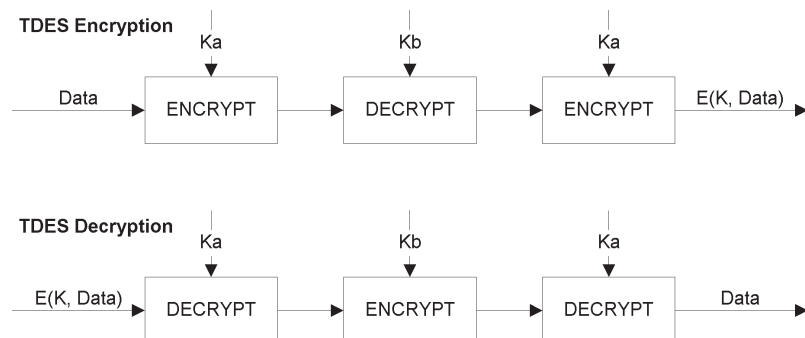 TDES Encryption
Ka Kb Ka
Data ENCRYPT DECRYPT ENCRYPT E(K, Data)
TDES Decryption
Ka Kb Ka
E(K, Data) DECRYPT ENCRYPT DECRYPT Data